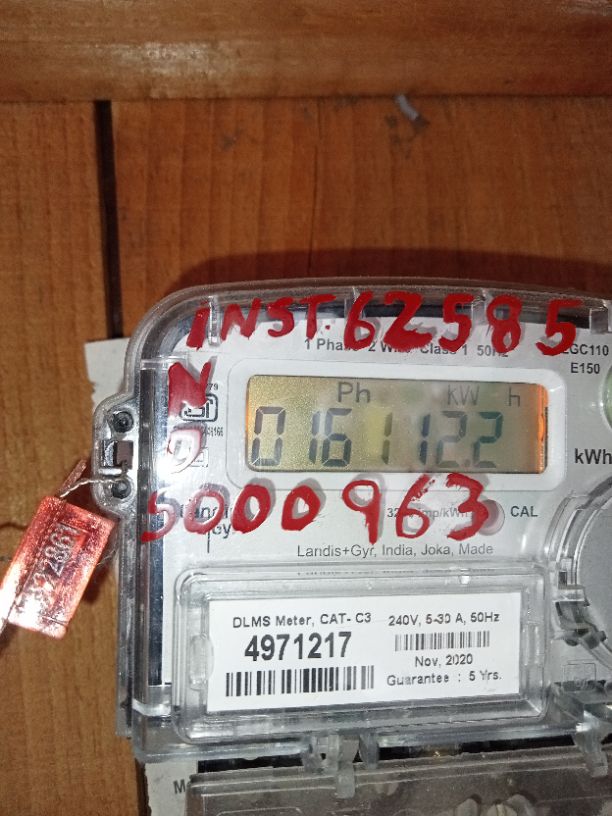 INST. 62585
1 Phase 2 Wire Class 1 50Hz
E150
Ph kW h
016112.2
kWh
S000963
CAL
Landis+Gyr, India, Joka, Made
DLMS Meter, CAT- C3
4971217
240V, 5-30 A, 50Hz
Nov, 2020
Guarantee : 5 Yrs.